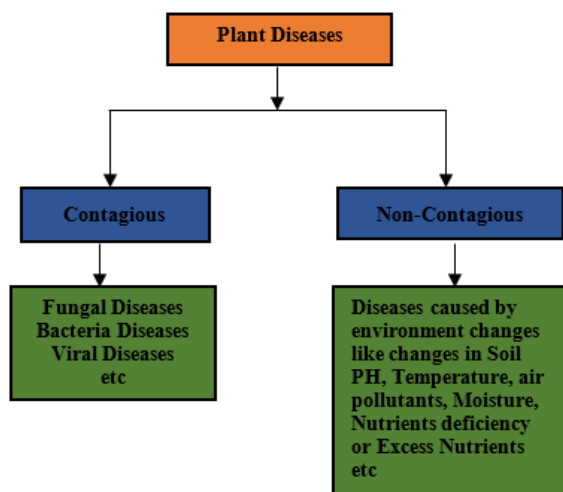 Plant Diseases
Contagious
Non-Contagious
Fungal Diseases
Bacteria Diseases
Viral Diseases
etc
Diseases caused by
environment changes
like changes in Soil
PH, Temperature, air
pollutants, Moisture,
Nutrients deficiency
or Excess Nutrients
etc